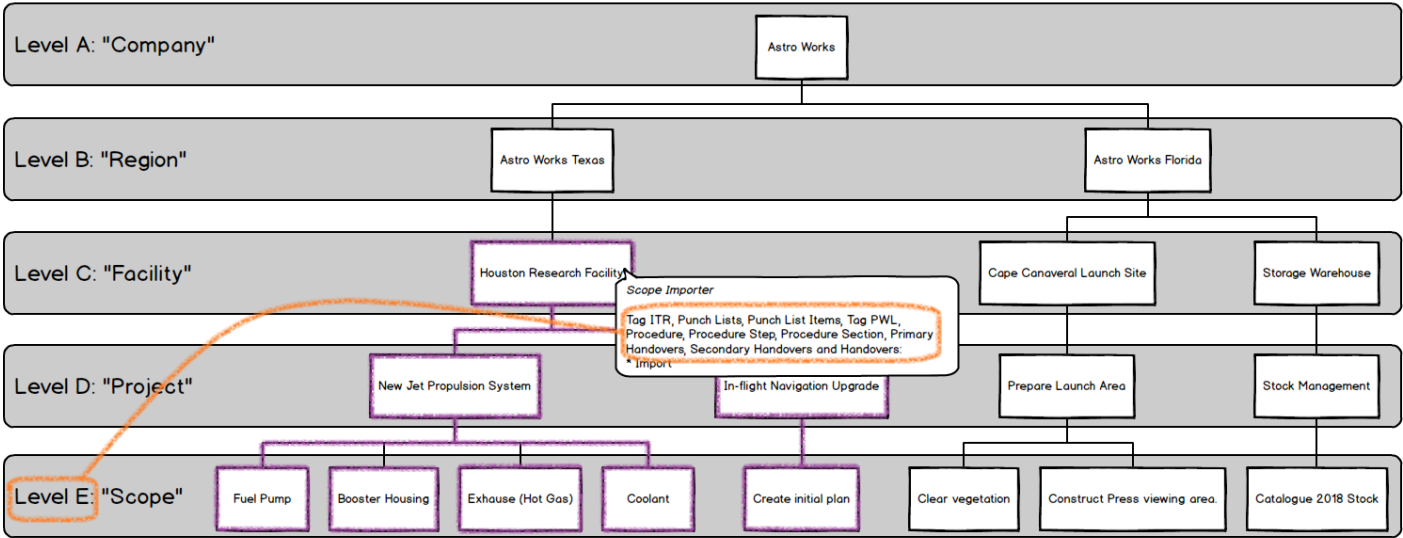 Level A: "Company"
Astro Works
Level B: "Region"
Astro Works Texas
Astro Works Florida
Level C: "Facility"
Houston Research Facility
Cape Canaveral Launch Site
Storage Warehouse
Scope Importer
Tag ITR, Punch Lists, Punch List Items, Tag PWL,
Procedure, Procedure Step, Procedure Section, Primary
Handovers, Secondary Handovers and Handovers:
* Import
Level D: "Project"
New Jet Propulsion System
In-flight Navigation Upgrade
Prepare Launch Area
Stock Management
Level E: "Scope"
Fuel Pump
Booster Housing
Exhause (Hot Gas)
Coolant
Create initial plan
Clear vegetation
Construct Press viewing area.
Catalogue 2018 Stock